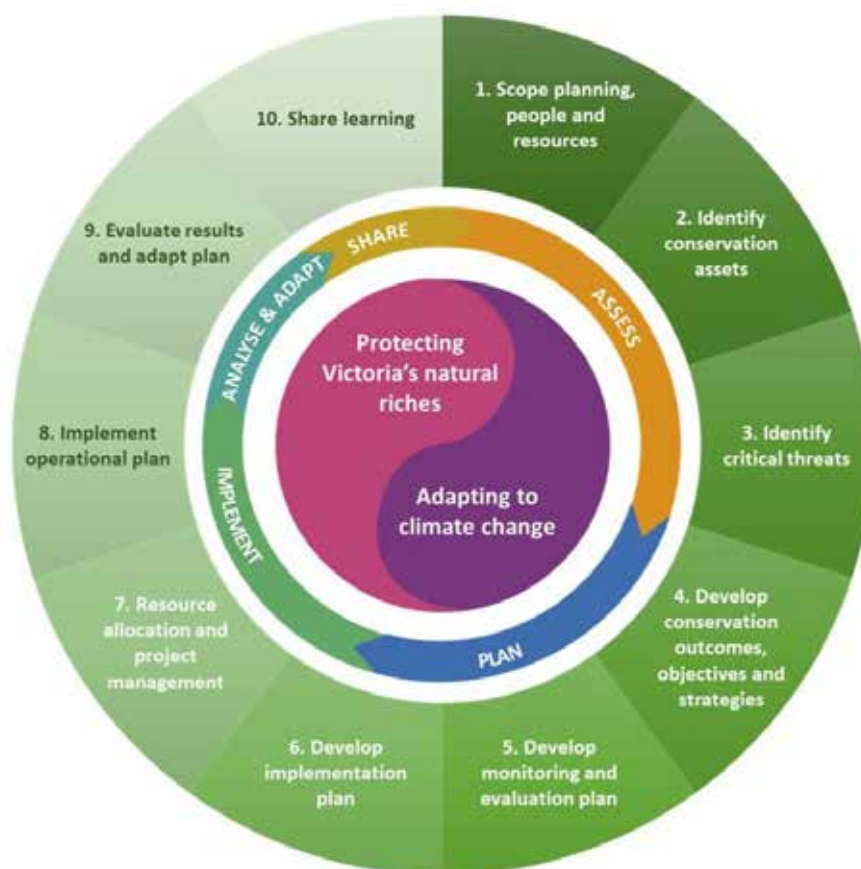 1. Scope planning,
people and
resources
2. Identify
conservation
assets
3. Identify
critical threats
4. Develop
conservation
outcomes,
objectives and
strategies
5. Develop
monitoring and
evaluation plan
6. Develop
implementation
plan
7. Resource
allocation and
project
management
8. Implement
operational plan
9. Evaluate results
and adapt plan
10. Share learning
ASSESS
PLAN
IMPLEMENT
ANALYSE & ADAPT
SHARE
Protecting
Victoria's natural
riches
Adapting to
climate change